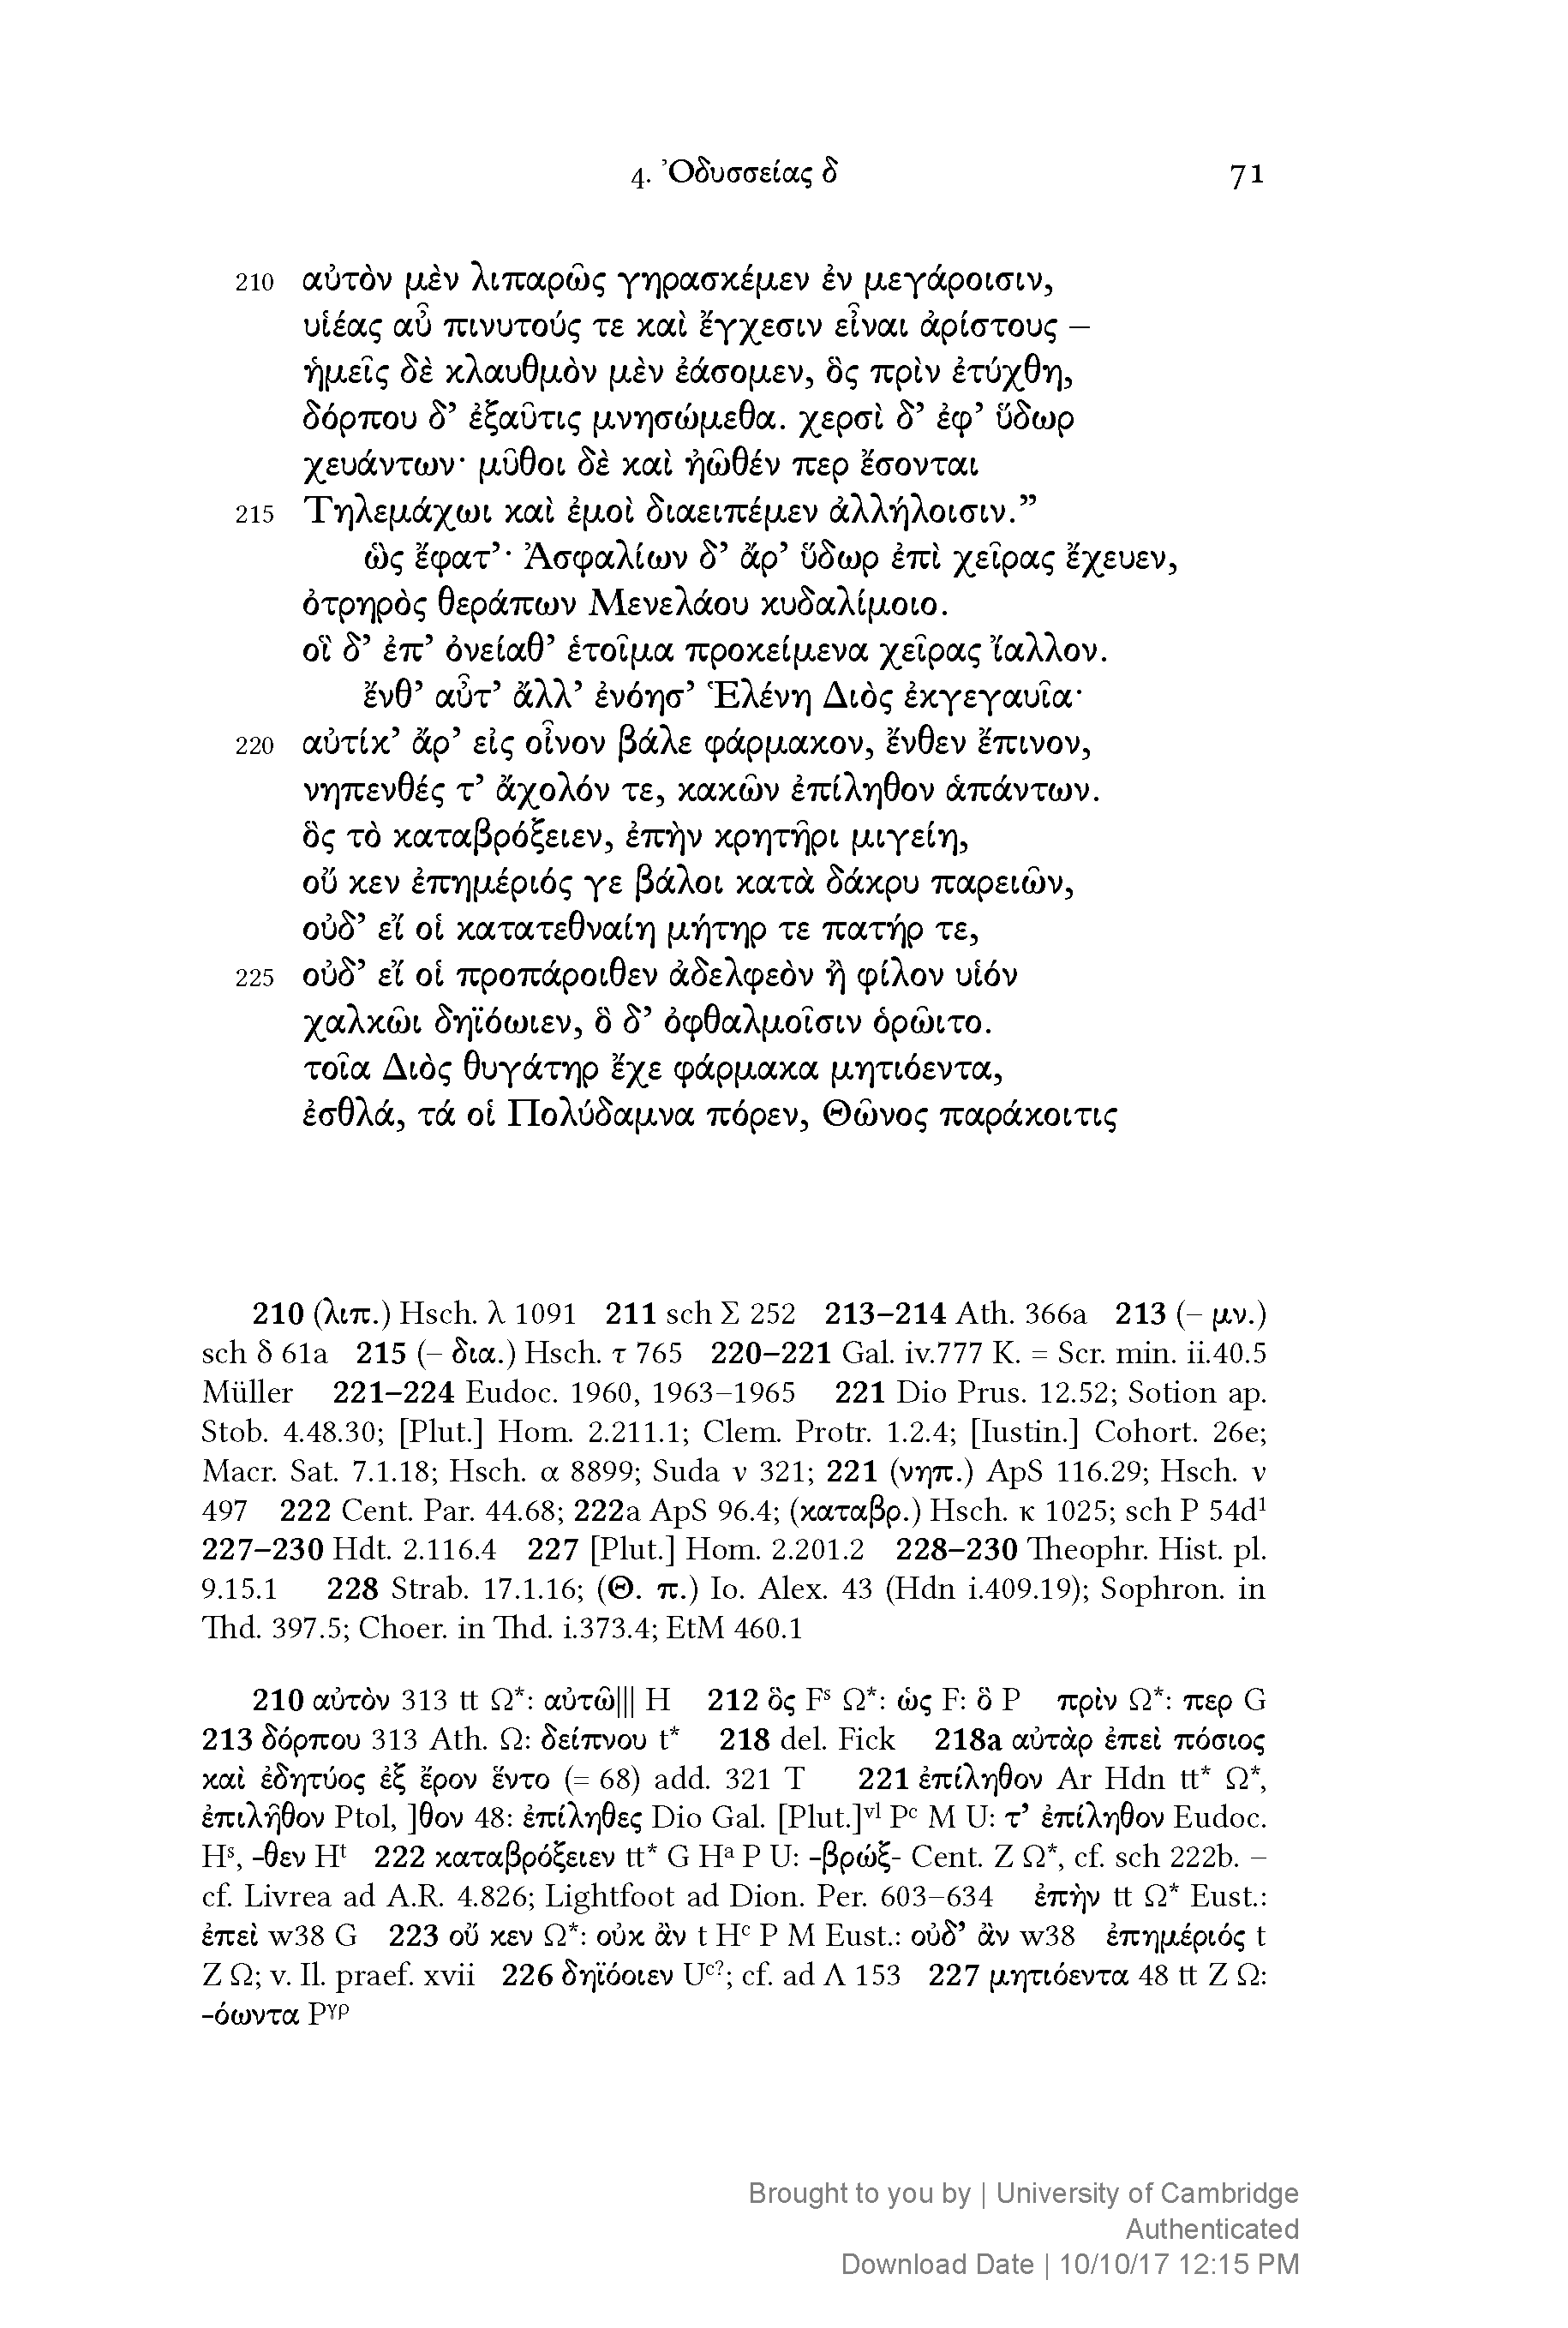 4. Ὀδυσσείας δ 71
210 αὐτὸν μὲν λιπαρῶς γηρασκέμεν ἐν μεγάροισιν,
υἱέας αὖ πινυτούς τε καὶ ἔγχεσιν εἶναι ἀρίστους –
ἡμεῖς δὲ κλαυθμὸν μὲν ἐάσομεν, ὃς πρὶν ἐτύχθη,
δόρπου δ’ ἐξαῦτις μνησώμεθα. χερσὶ δ’ ἐφ’ ὕδωρ
χευάντων· μῦθοι δὲ καὶ ἠῶθέν περ ἔσονται
215 Τηλεμάχωι καὶ ἐμοὶ διαειπέμεν ἀλλήλοισιν.”
ὣς ἔφατ’· Ἀσφαλίων δ’ ἄρ’ ὕδωρ ἐπὶ χεῖρας ἔχευεν,
ὀτρηρὸς θεράπων Μενελάου κυδαλίμοιο.
οἳ δ’ ἐπ’ ὀνείαθ’ ἑτοῖμα προκείμενα χεῖρας ἴαλλον.
ἔνθ’ αὖτ’ ἄλλ’ ἐνόησ’ Ἑλένη Διὸς ἐκγεγαυῖα·
220 αὐτίκ’ ἄρ’ εἰς οἶνον βάλε φάρμακον, ἔνθεν ἔπινον,
νηπενθές τ’ ἄχολόν τε, κακῶν ἐπίληθον ἁπάντων.
ὃς τὸ καταβρόξειεν, ἐπὴν κρητῆρι μιγείη,
οὔ κεν ἐπημέριός γε βάλοι κατὰ δάκρυ παρειῶν,
οὐδ’ εἴ οἱ κατατεθναίη μήτηρ τε πατήρ τε,
225 οὐδ’ εἴ οἱ προπάροιθεν ἀδελφεὸν ἢ φίλον υἱόν
χαλκῶι δηϊόωιεν, ὃ δ’ ὀφθαλμοῖσιν ὁρῶιτο.
τοῖα Διὸς θυγάτηρ ἔχε φάρμακα μητιόεντα,
ἐσθλά, τά οἱ Πολύδαμνα πόρεν, Θῶνος παράκοιτις
210 (λιπ.) Hsch. λ 1091 211 sch Σ 252 213–214 Ath. 366a 213 (– μν.)
sch δ 61a 215 (– δια.) Hsch. τ 765 220–221 Gal. iv.777 K. = Scr. min. ii.40.5
Müller 221–224 Eudoc. 1960, 1963–1965 221 Dio Prus. 12.52; Sotion ap.
Stob. 4.48.30; [Plut.] Hom. 2.211.1; Clem. Protr. 1.2.4; [Iustin.] Cohort. 26e;
Macr. Sat. 7.1.18; Hsch. α 8899; Suda ν 321; 221 (νηπ.) ApS 116.29; Hsch. ν
497 222 Cent. Par. 44.68; 222a ApS 96.4; (καταβρ.) Hsch. κ 1025; sch P 54d¹
227–230 Hdt. 2.116.4 227 [Plut.] Hom. 2.201.2 228–230 Theophr. Hist. pl.
9.15.1 228 Strab. 17.1.16; (Θ. π.) Io. Alex. 43 (Hdn i.409.19); Sophron. in
Thd. 397.5; Choer. in Thd. i.373.4; EtM 460.1
210 αὐτὸν 313 tt Ω*: αὐτῶ||| H 212 ὃς Fˢ Ω*: ὡς F: ὃ P πρὶν Ω*: περ G
213 δόρπου 313 Ath. Ω: δείπνου t* 218 del. Fick 218a αὐτὰρ ἐπεὶ πόσιος
καὶ ἐδητύος ἐξ ἔρον ἕντο (= 68) add. 321 T 221 ἐπίληθον Ar Hdn tt* Ω*,
ἐπιλῆθον Ptol, ]θον 48: ἐπίληθες Dio Gal. [Plut.]ᵛˡ Pᶜ M U: τ’ ἐπίληθον Eudoc.
Hˢ, -θεν Hᵗ 222 καταβρόξειεν tt* G Hᵃ P U: -βρώξ- Cent. Z Ω*, cf. sch 222b. –
cf. Livrea ad A.R. 4.826; Lightfoot ad Dion. Per. 603–634 ἐπὴν tt Ω* Eust.:
ἐπεὶ w38 G 223 οὔ κεν Ω*: οὐκ ἂν t Hᶜ P M Eust.: οὐδ’ ἂν w38 ἐπημέριός t
Z Ω; v. Il. praef. xvii 226 δηϊόοιεν Uᶜ?; cf. ad Λ 153 227 μητιόεντα 48 tt Z Ω:
-όωντα Pᵞᵖ
Brought to you by | University of Cambridge
Authenticated
Download Date | 10/10/17 12:15 PM